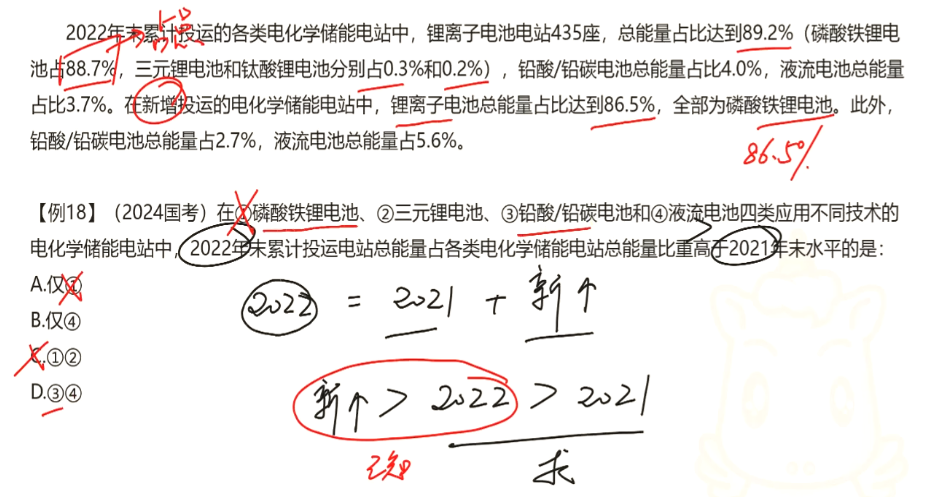 2022年末累计投运的各类电化学储能电站中，锂离子电池电站435座，总能量占比达到89.2%（磷酸铁锂电
池占88.7%，三元锂电池和钛酸锂电池分别占0.3%和0.2%），铅酸/铅碳电池总能量占比4.0%，液流电池总能量
占比3.7%。在新增投运的电化学储能电站中，锂离子电池总能量占比达到86.5%，全部为磷酸铁锂电池。此外，
铅酸/铅碳电池总能量占2.7%，液流电池总能量占5.6%。
86.5%
【例18】（2024国考）在①磷酸铁锂电池、②三元锂电池、③铅酸/铅碳电池和④液流电池四类应用不同技术的
电化学储能电站中，2022年末累计投运电站总能量占各类电化学储能电站总能量比重高于2021年末水平的是：
A.仅①
B.仅④
C.①②
D.③④
2022 = 2021 + 新个
新个 > 2022 > 2021
已知 求